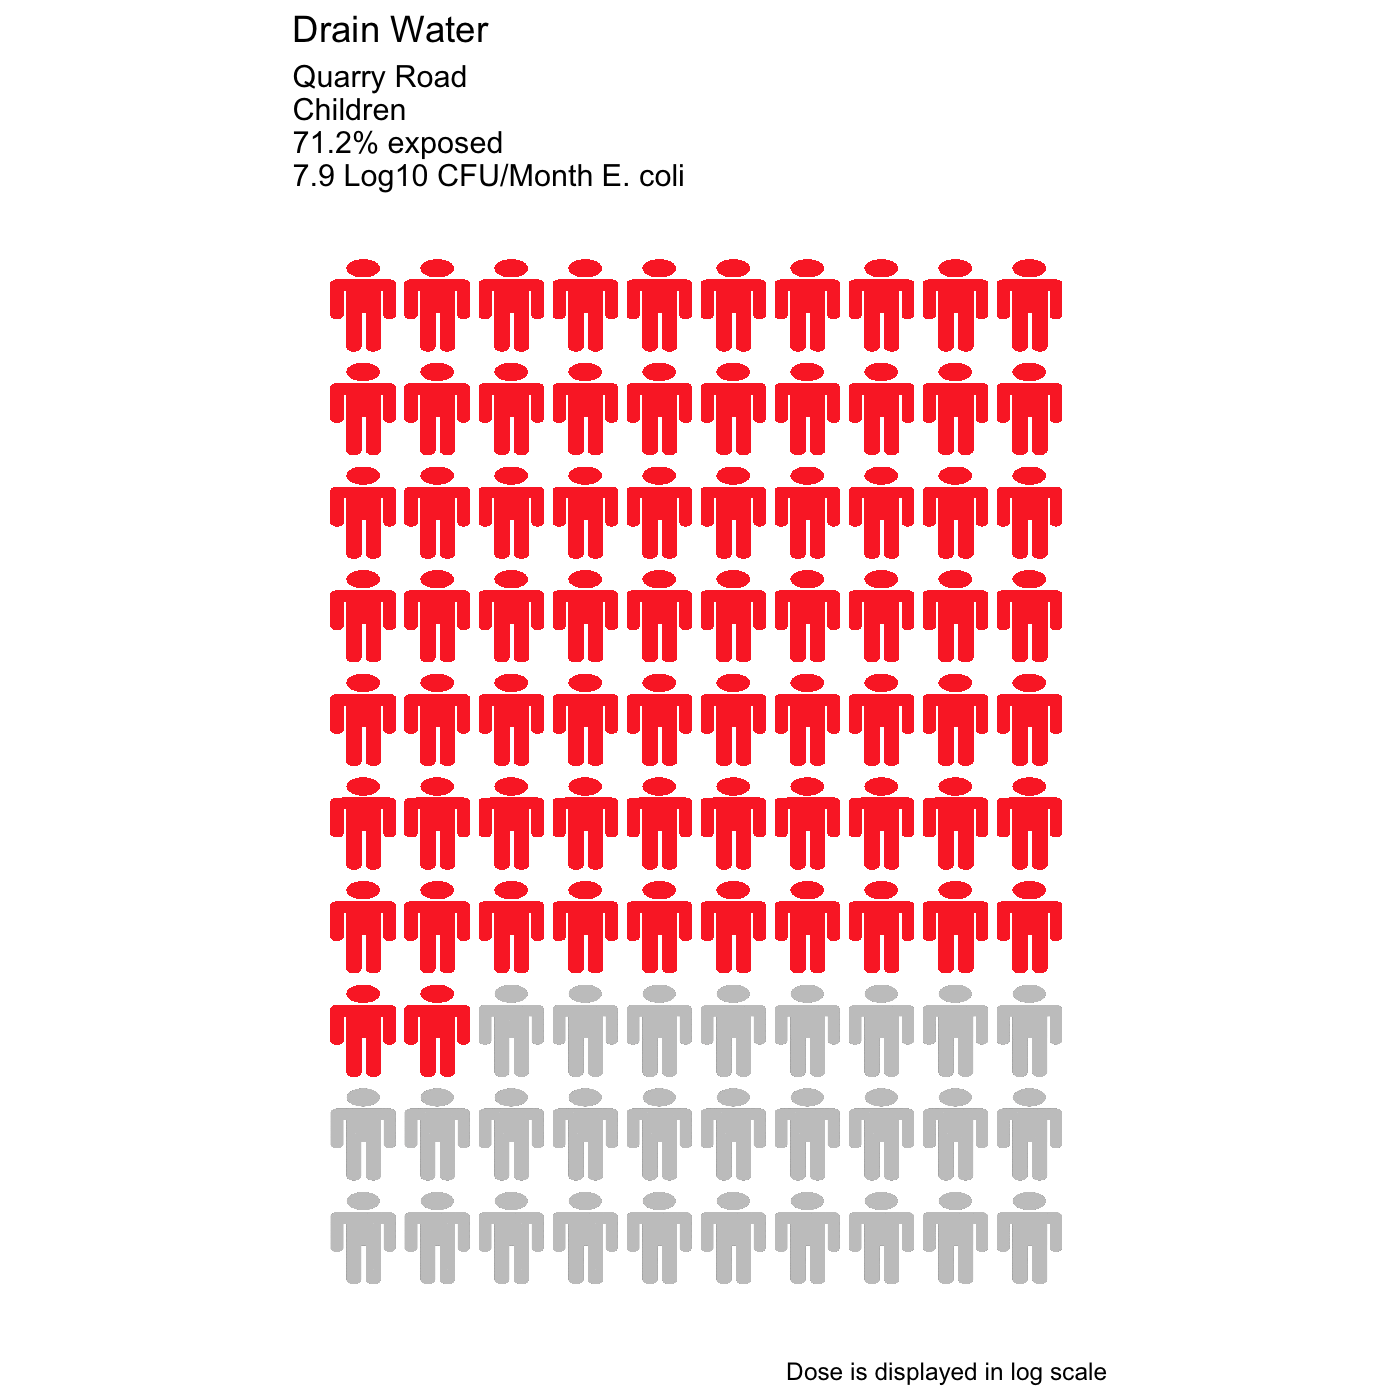 Drain Water
Quarry Road
Children
71.2% exposed
7.9 Log10 CFU/Month E. coli
Dose is displayed in log scale